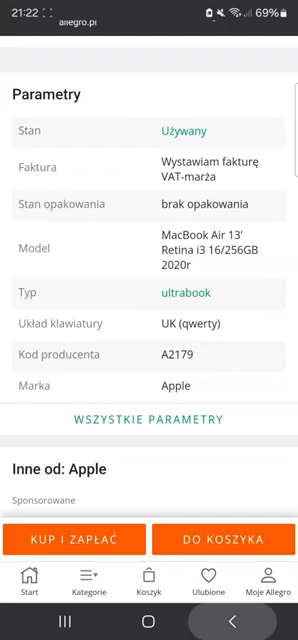 21:22
69%
allegro.pl
Parametry
Stan Używany
Faktura Wystawiam fakturę
VAT-marża
Stan opakowania brak opakowania
Model MacBook Air 13’
Retina i3 16/256GB
2020r
Typ ultrabook
Układ klawiatury UK (qwerty)
Kod producenta A2179
Marka Apple
WSZYSTKIE PARAMETRY
Inne od: Apple
Sponsorowane
KUP I ZAPŁAĆ DO KOSZYKA
Start Kategorie Koszyk Ulubione Moje Allegro